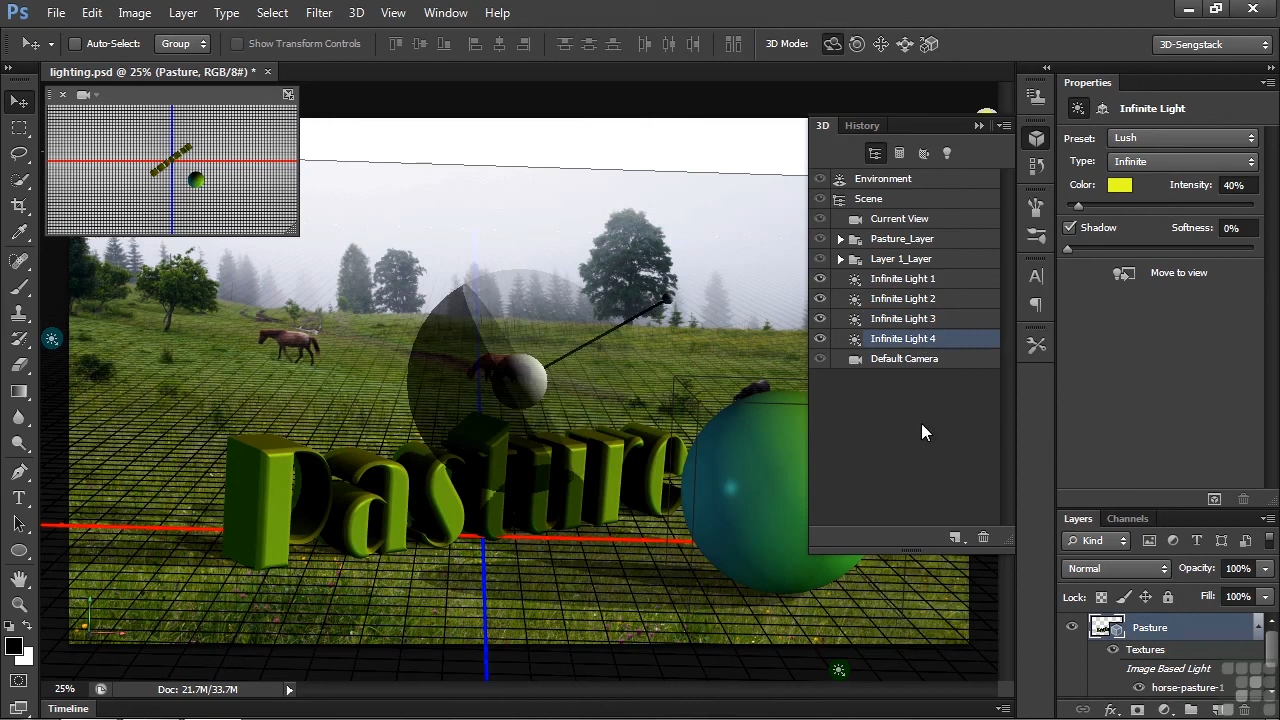 Ps File Edit Image Layer Type Select Filter 3D View Window Help
Auto-Select: Group Show Transform Controls 3D Mode: 3D-Sengstack
lighting.psd @ 25% (Pasture, RGB/8#) * ×
3D History
Environment
Scene
Current View
Pasture_Layer
Layer 1_Layer
Infinite Light 1
Infinite Light 2
Infinite Light 3
Infinite Light 4
Default Camera
Pasture
Properties
Infinite Light
Preset: Lush
Type: Infinite
Color: Intensity: 40%
Shadow Softness: 0%
Move to view
Layers Channels
Kind
Normal Opacity: 100%
Lock: Fill: 100%
Pasture
Textures
Image Based Light
horse-pasture-1
25% Doc: 21.7M/33.7M
Timeline